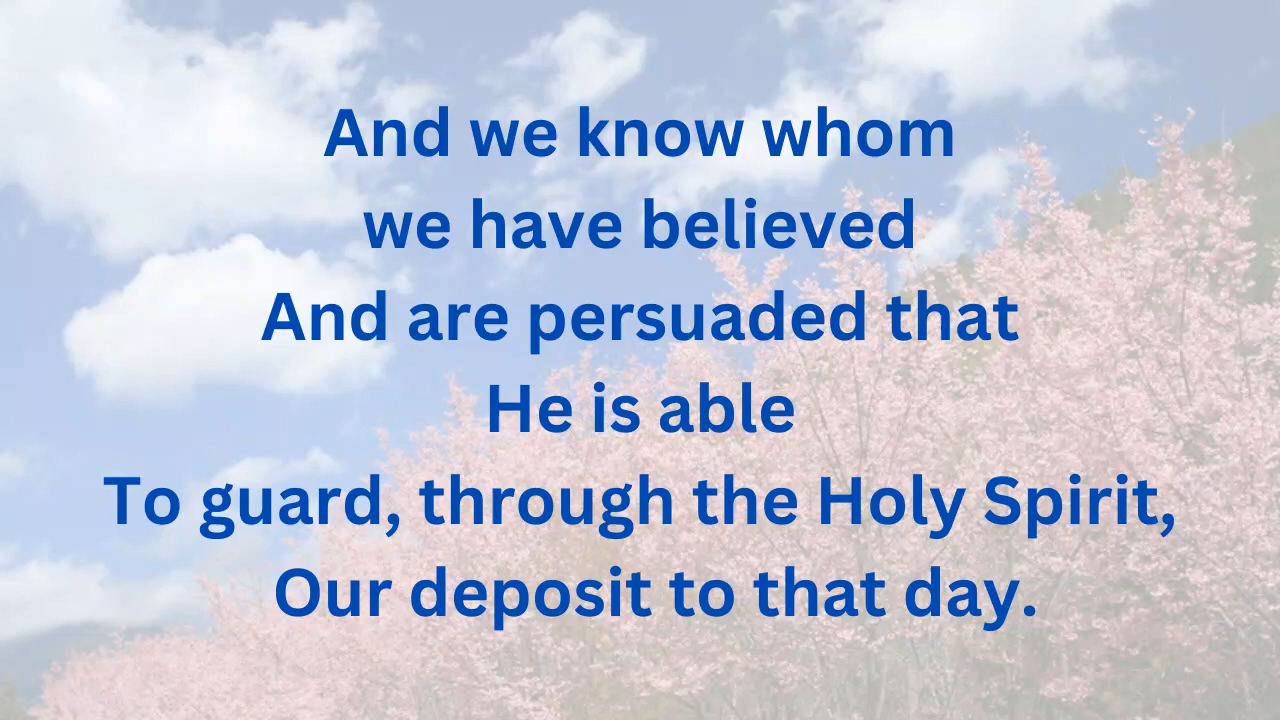 And we know whom
we have believed
And are persuaded that
He is able
To guard, through the Holy Spirit,
Our deposit to that day.